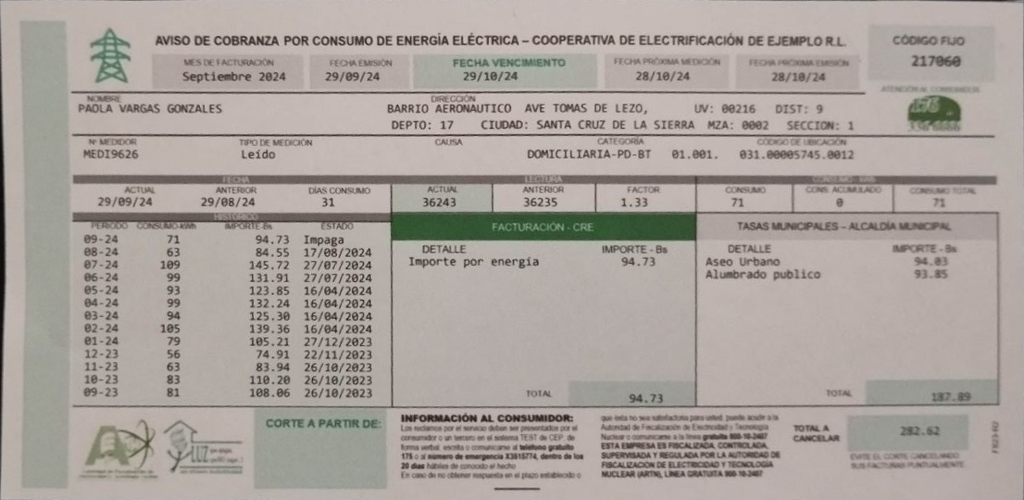 AVISO DE COBRANZA POR CONSUMO DE ENERGÍA ELÉCTRICA – COOPERATIVA DE ELECTRIFICACIÓN DE EJEMPLO R.L.
CÓDIGO FIJO
217060
MES DE FACTURACIÓN
Septiembre 2024
FECHA EMISIÓN
29/09/24
FECHA VENCIMIENTO
29/10/24
FECHA PRÓXIMA MEDICIÓN
28/10/24
FECHA PRÓXIMA EMISIÓN
28/10/24
ATENCIÓN AL CONSUMIDOR
176
NOMBRE
PAOLA VARGAS GONZALES
DIRECCIÓN
BARRIO AERONAUTICO AVE TOMAS DE LEZO, UV: 00216 DIST: 9
DEPTO: 17 CIUDAD: SANTA CRUZ DE LA SIERRA MZA: 0002 SECCION: 1
Nº MEDIDOR
MEDI9626
TIPO DE MEDICIÓN
Leído
CAUSA
CATEGORÍA
DOMICILIARIA-PD-BT 01.001.
CÓDIGO DE UBICACIÓN
031.00005745.0012
FECHA
LECTURA
CONSUMO - kWh
ACTUAL ANTERIOR DÍAS CONSUMO ACTUAL ANTERIOR FACTOR CONSUMO CONS. ACUMULADO CONSUMO TOTAL
29/09/24 29/08/24 31 36243 36235 1.33 71 0 71
HISTÓRICO
PERIODO CONSUMO-kWh IMPORTE-Bs ESTADO
09-24 71 94.73 Impaga
08-24 63 84.55 17/08/2024
07-24 109 145.72 27/07/2024
06-24 99 131.91 27/07/2024
05-24 93 123.85 16/04/2024
04-24 99 132.24 16/04/2024
03-24 94 125.30 16/04/2024
02-24 105 139.36 16/04/2024
01-24 79 105.21 27/12/2023
12-23 56 74.91 22/11/2023
11-23 63 83.94 26/10/2023
10-23 83 110.20 26/10/2023
09-23 81 108.06 26/10/2023
FACTURACIÓN - CRE
DETALLE IMPORTE - Bs
Importe por energía 94.73
TOTAL 94.73
TASAS MUNICIPALES – ALCALDÍA MUNICIPAL
DETALLE IMPORTE - Bs
Aseo Urbano 94.03
Alumbrado publico 93.85
TOTAL 187.89
LUZ
CORTE A PARTIR DE:
INFORMACIÓN AL CONSUMIDOR:
Los reclamos por el servicio deben ser presentados por el
consumidor o un tercero en el sistema TEST de CEP, de
forma verbal, escrita o comunicarse al teléfono gratuito
175 o al número de emergencia X3615774, dentro de los
20 días hábiles de conocido el hecho
En caso de no obtener respuesta en el plazo establecido o
que ésta no sea satisfactoria para usted, puede acudir a la
Autoridad de Fiscalización de Electricidad y Tecnología
Nuclear o comunicarse a la línea gratuita 800-10-2407
ESTA EMPRESA ES FISCALIZADA, CONTROLADA,
SUPERVISADA Y REGULADA POR LA AUTORIDAD DE
FISCALIZACIÓN DE ELECTRICIDAD Y TECNOLOGÍA
NUCLEAR (ARTN), LÍNEA GRATUITA 800-10-2407
TOTAL A
CANCELAR
282.62
EVITE EL CORTE CANCELANDO
SUS FACTURAS PUNTUALMENTE